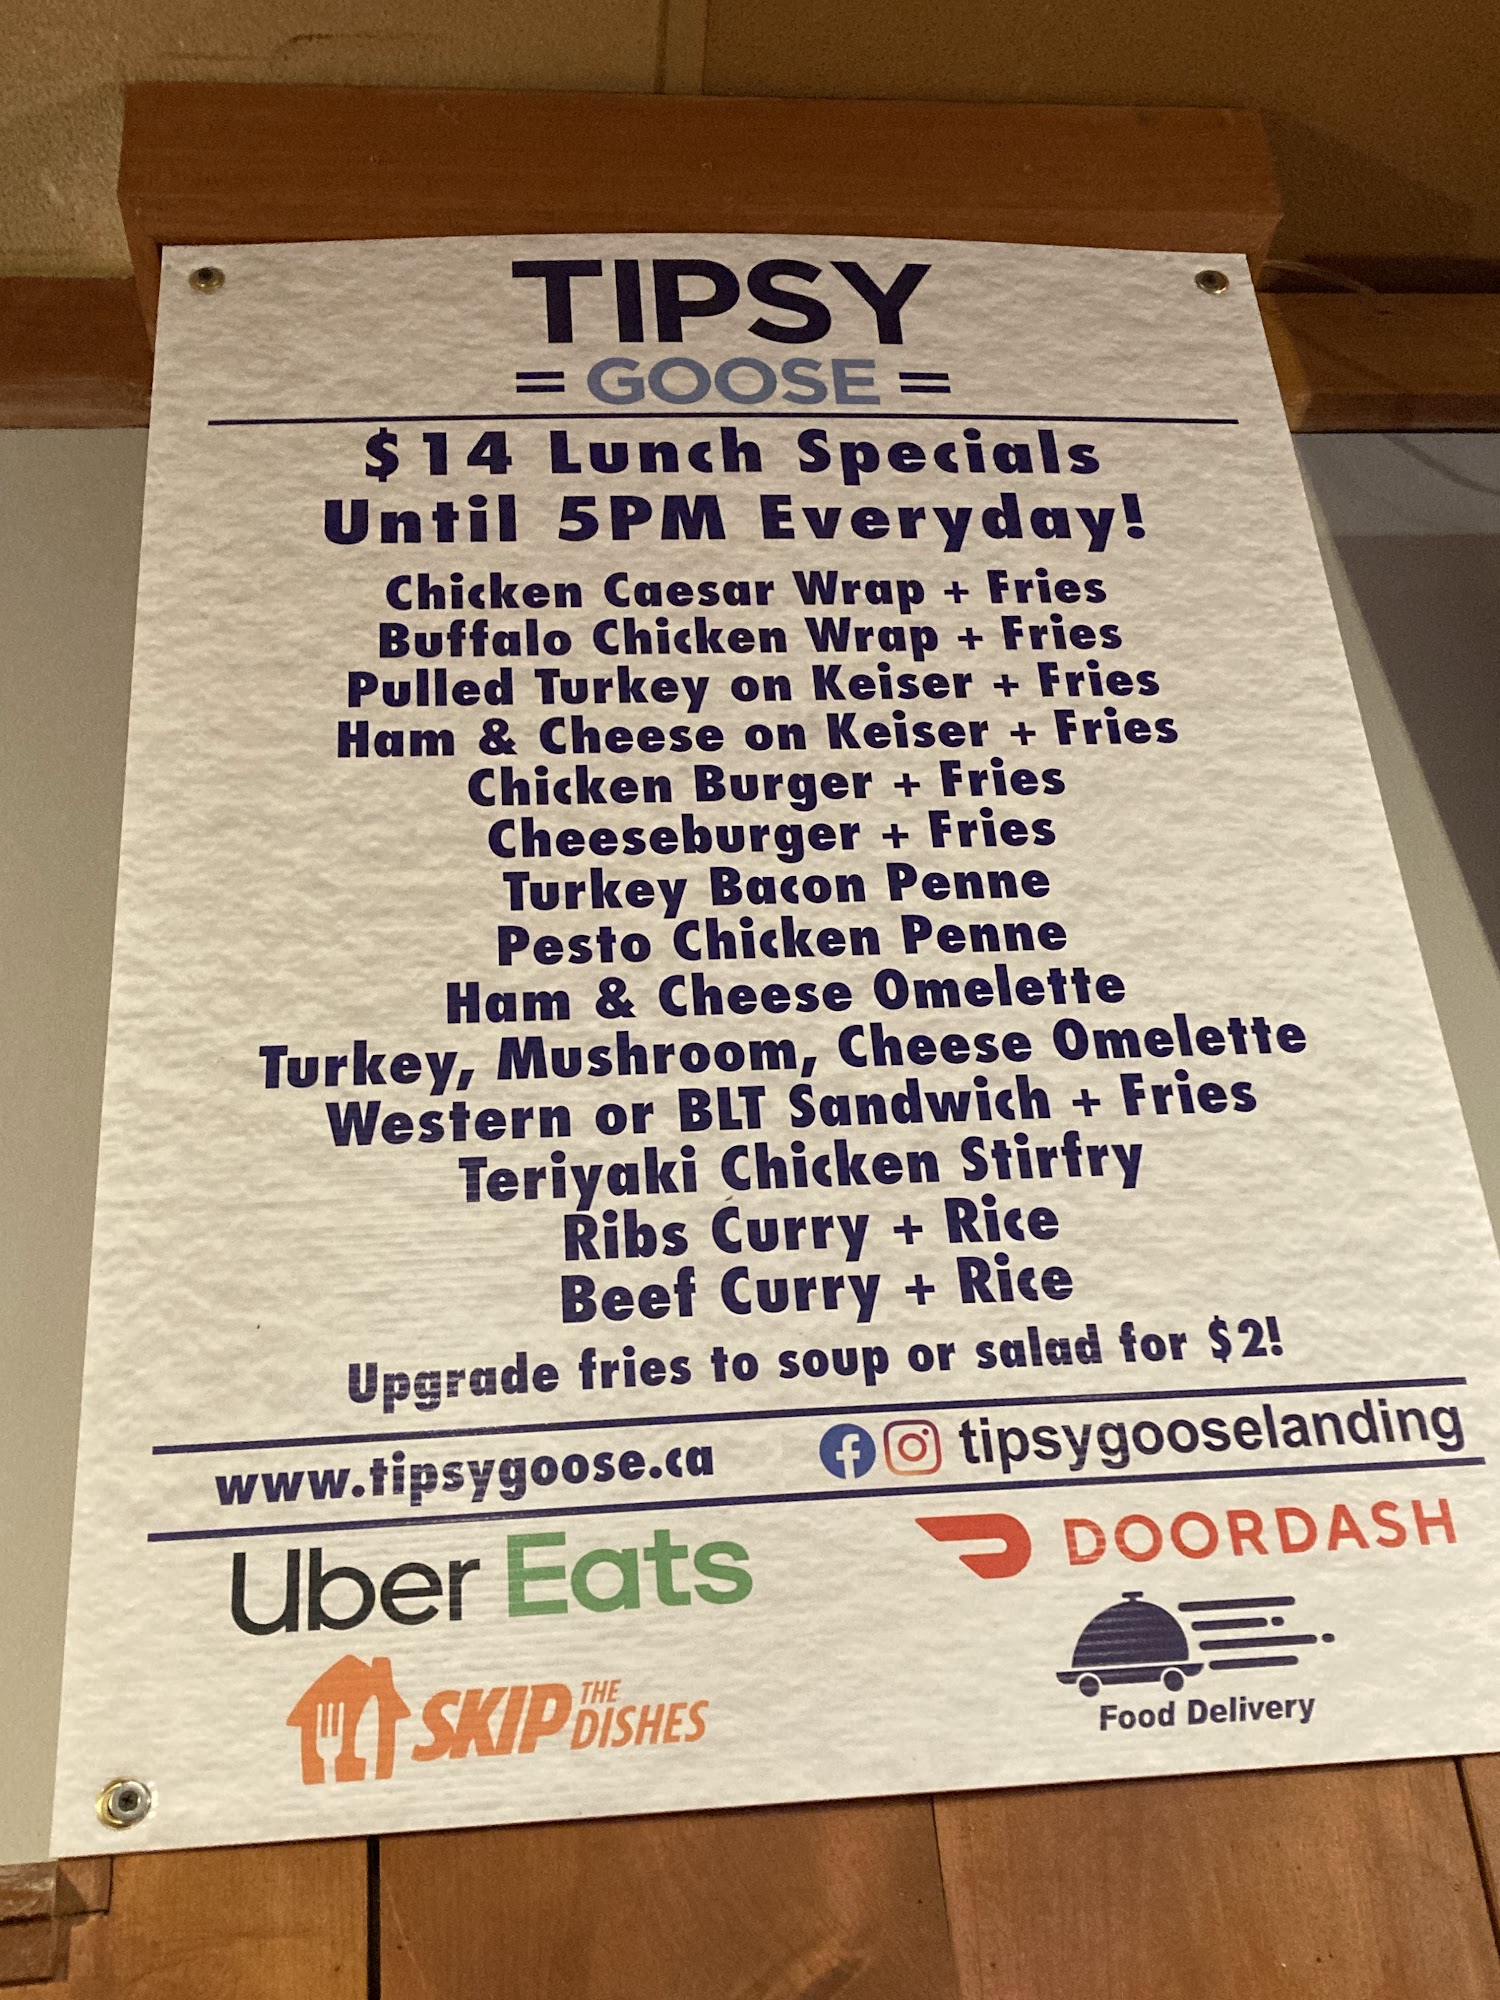 TIPSY
= GOOSE =
$14 Lunch Specials
Until 5PM Everyday!
Chicken Caesar Wrap + Fries
Buffalo Chicken Wrap + Fries
Pulled Turkey on Keiser + Fries
Ham & Cheese on Keiser + Fries
Chicken Burger + Fries
Cheeseburger + Fries
Turkey Bacon Penne
Pesto Chicken Penne
Ham & Cheese Omelette
Turkey, Mushroom, Cheese Omelette
Western or BLT Sandwich + Fries
Teriyaki Chicken Stirfry
Ribs Curry + Rice
Beef Curry + Rice
Upgrade fries to soup or salad for $2!
www.tipsygoose.ca tipsygooselanding
Uber Eats DOORDASH
SKIP THE DISHES
Food Delivery